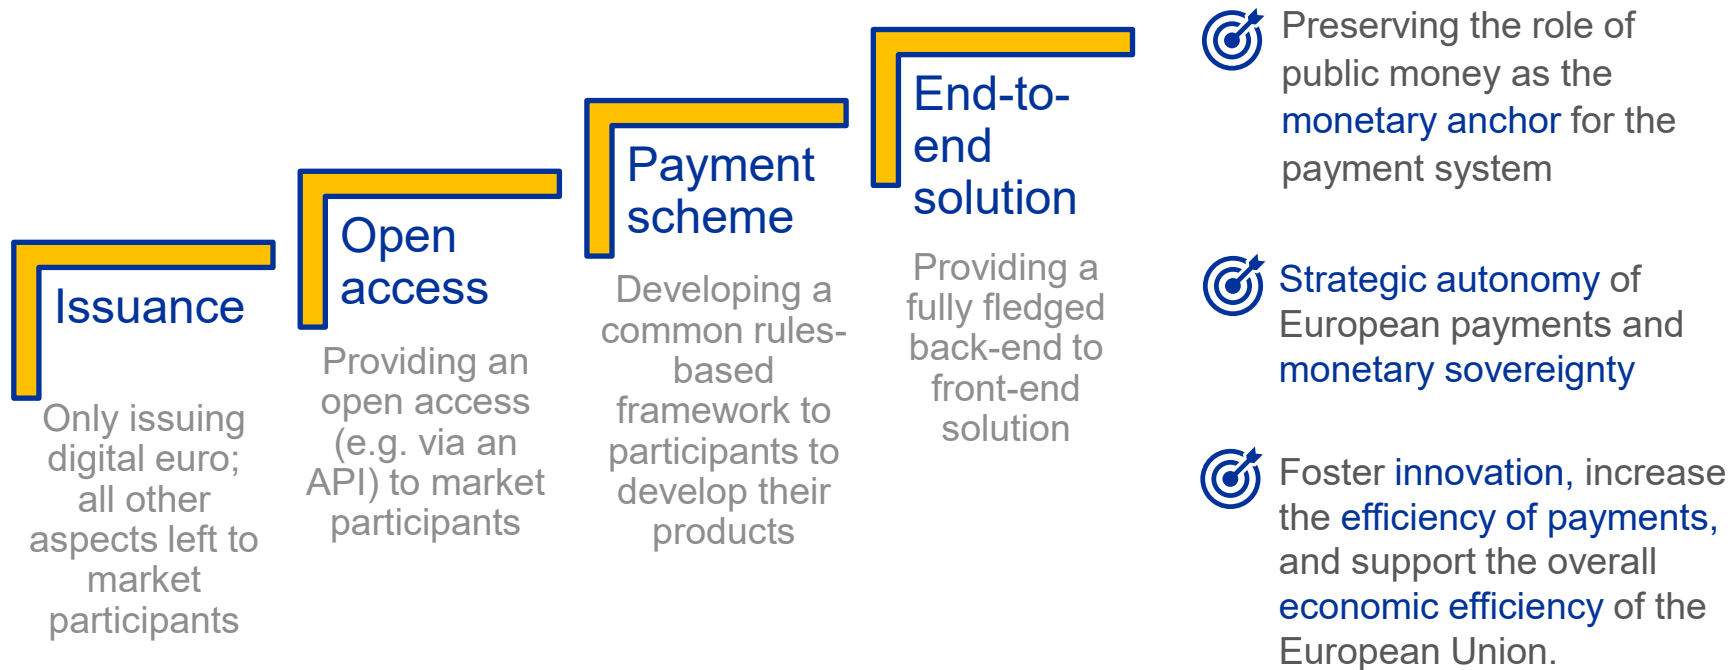 Issuance
Only issuing
digital euro;
all other
aspects left to
market
participants
Open
access
Providing an
open access
(e.g. via an
API) to market
participants
Payment
scheme
Developing a
common rules-
based
framework to
participants to
develop their
products
End-to-
end
solution
Providing a
fully fledged
back-end to
front-end
solution
Preserving the role of
public money as the
monetary anchor for the
payment system
Strategic autonomy of
European payments and
monetary sovereignty
Foster innovation, increase
the efficiency of payments,
and support the overall
economic efficiency of the
European Union.